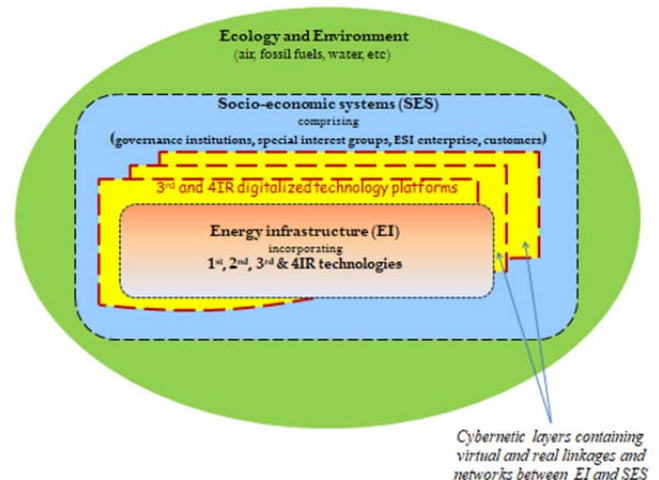 Ecology and Environment
(air, fossil fuels, water, etc)
Socio-economic systems (SES)
comprising
(governance institutions, special interest groups, ESI enterprise, customers)
3rd and 4IR digitalized technology platforms
Energy infrastructure (EI)
incorporating
1st, 2nd, 3rd & 4IR technologies
Cybernetic layers containing
virtual and real linkages and
networks between EI and SES